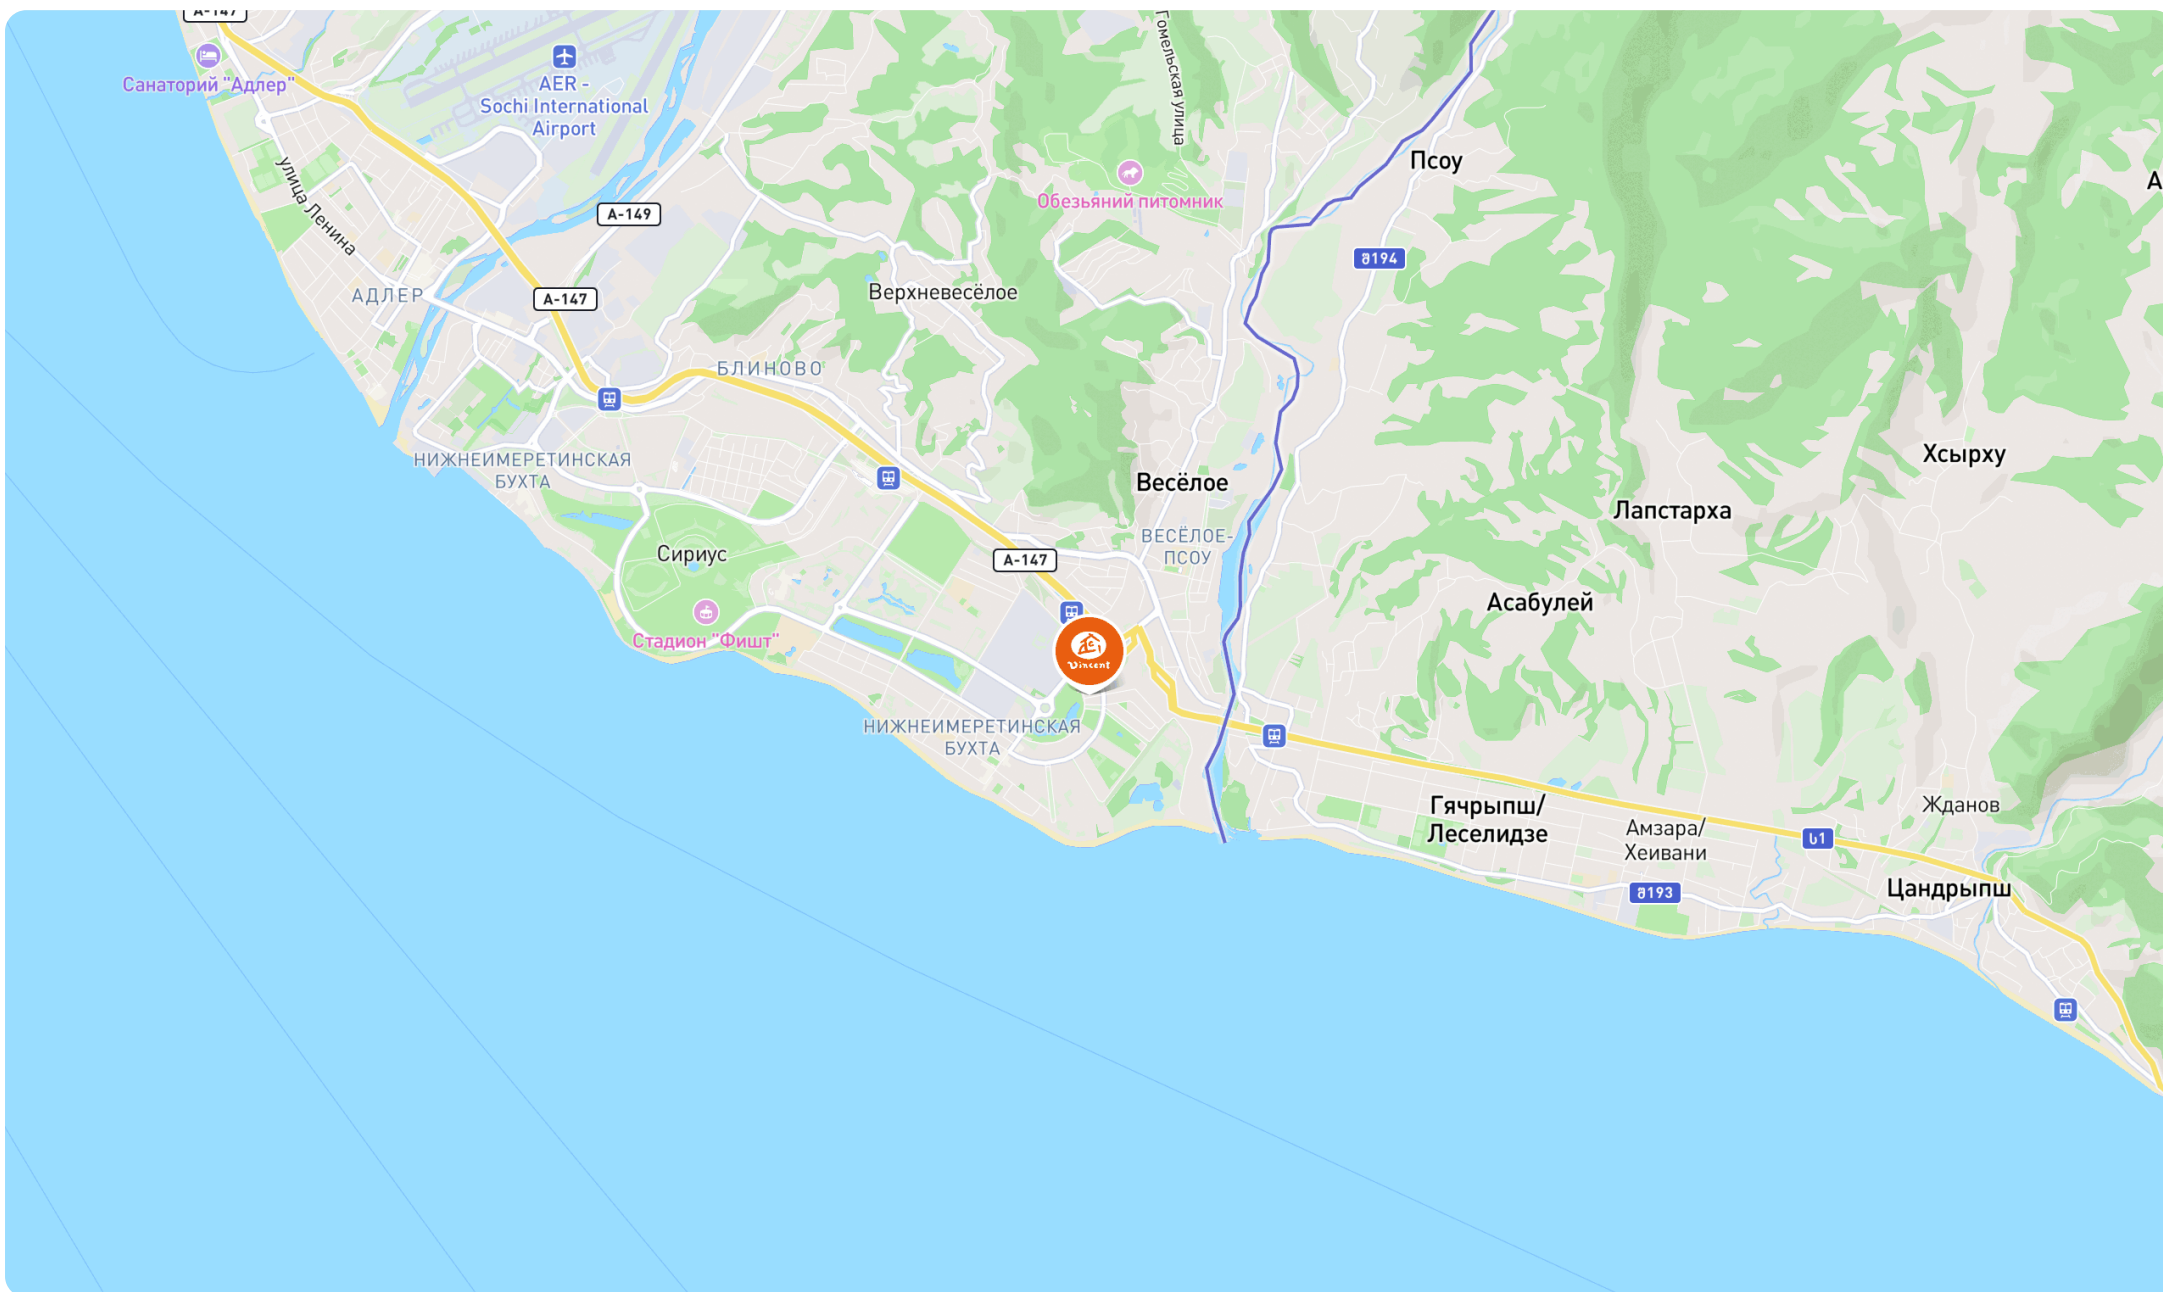 А-147
Санаторий "Адлер"
AER -
Sochi International
Airport
Гомельская улица
Псоу
улица Ленина
Обезьяний питомник
А-149
მ194
АДЛЕР
А-147
Верхневесёлое
БЛИНОВО
НИЖНЕИМЕРЕТИНСКАЯ
БУХТА
Весёлое
Хсырху
Лапстарха
ВЕСЁЛОЕ-
ПСОУ
Сириус
А-147
Асабулей
Стадион "Фишт"
Vincent
НИЖНЕИМЕРЕТИНСКАЯ
БУХТА
Гячрыпш/
Леселидзе
Амзара/
Хеивани
Жданов
ს1
მ193
Цандрыпш